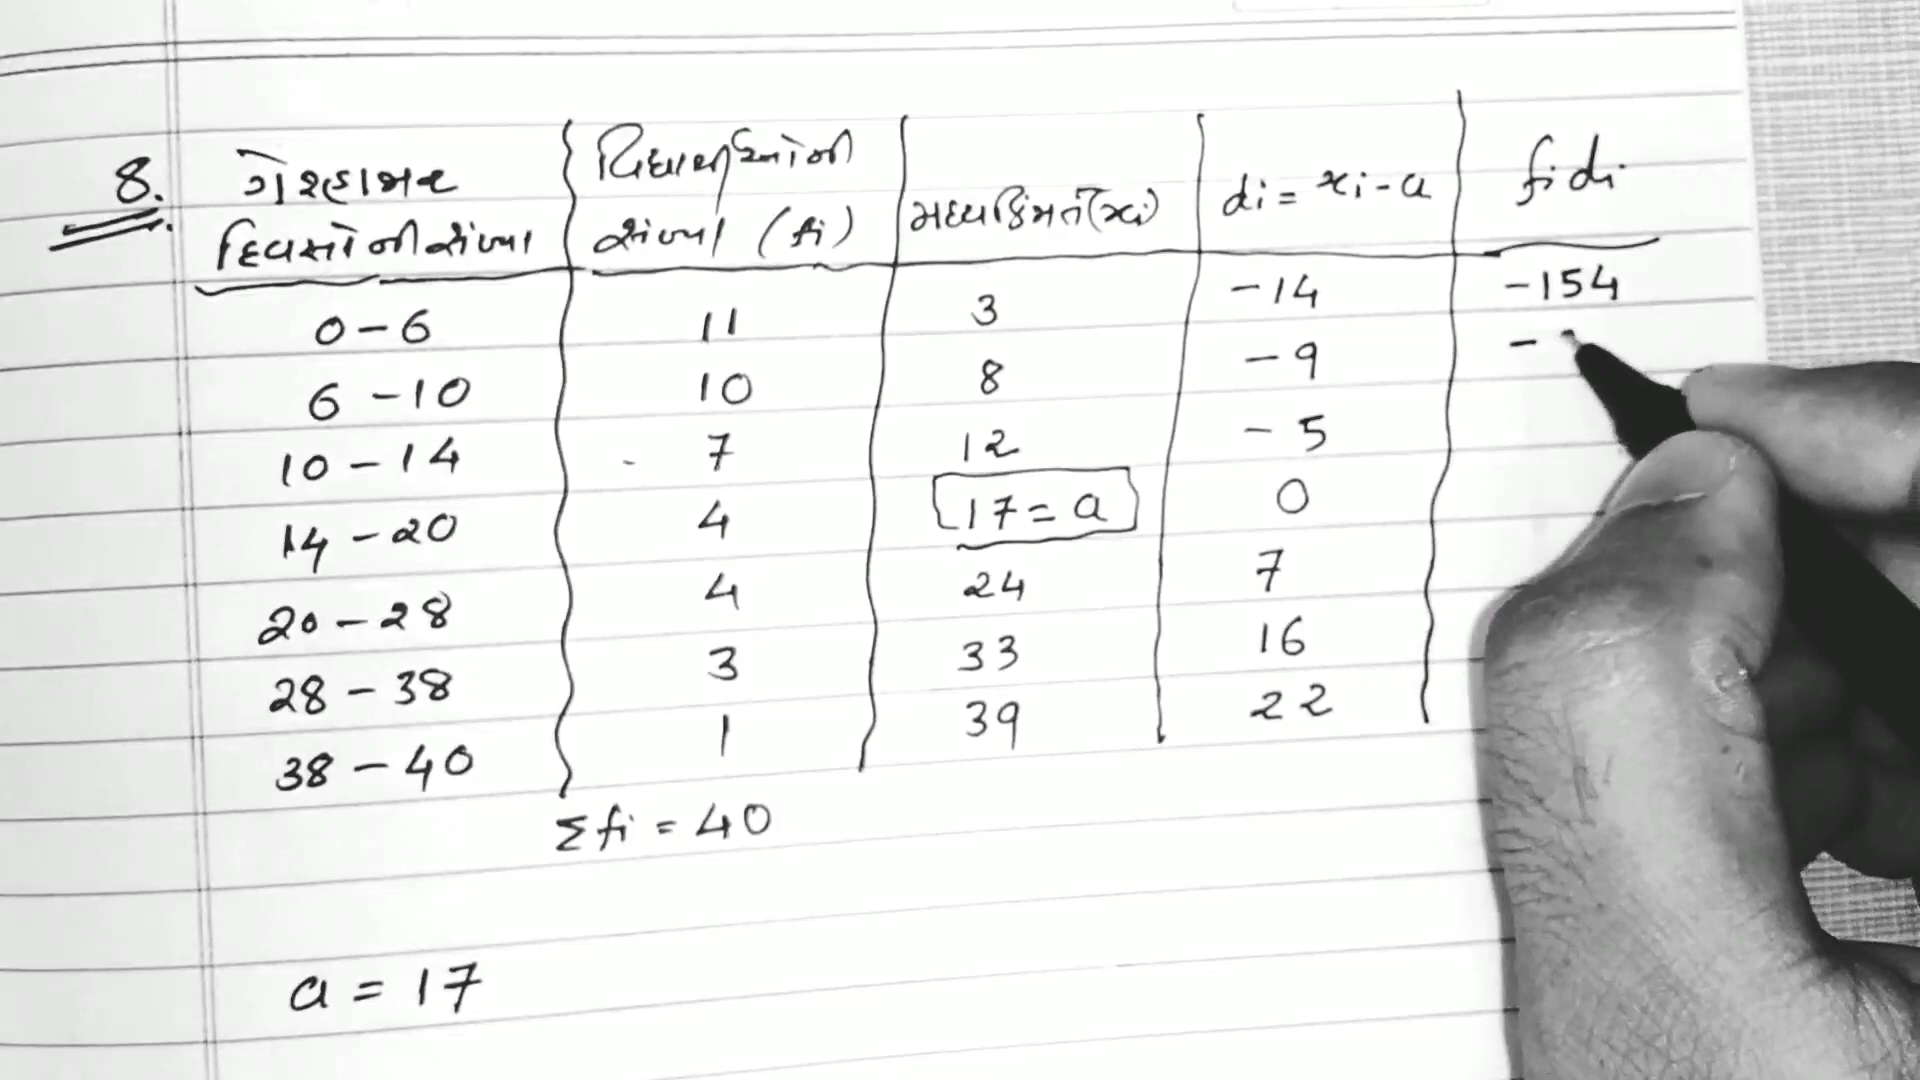 8. ગેરહાજર | વિદ્યાર્થીઓની | મધ્યકિંમત(xi) | di = xi - a | fidi
દિવસોની સંખ્યા | સંખ્યા (fi)
0 - 6 | 11 | 3 | -14 | -154
6 - 10 | 10 | 8 | -9 | -
10 - 14 | 7 | 12 | -5
14 - 20 | 4 | 17 = a | 0
20 - 28 | 4 | 24 | 7
28 - 38 | 3 | 33 | 16
38 - 40 | 1 | 39 | 22
Σfi = 40
a = 17